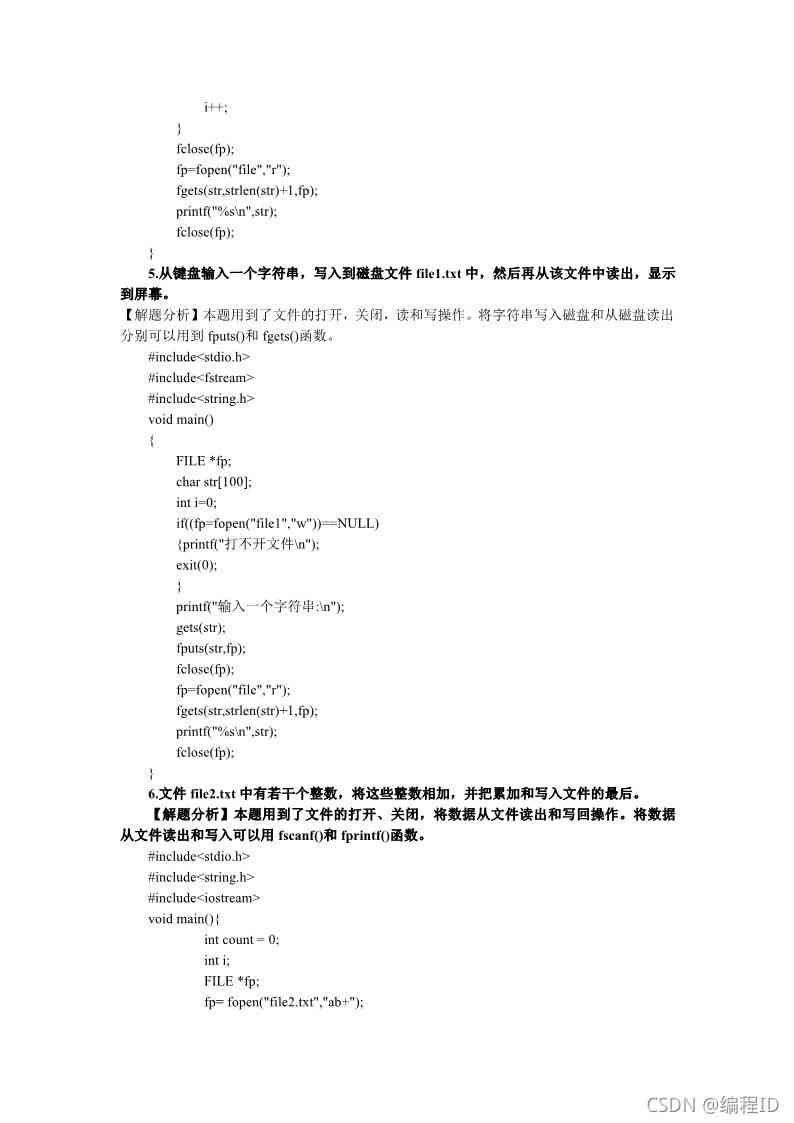 i++;
}
fclose(fp);
fp=fopen("file","r");
fgets(str,strlen(str)+1,fp);
printf("%s\n",str);
fclose(fp);
}
5.从键盘输入一个字符串，写入到磁盘文件 file1.txt 中，然后再从该文件中读出，显示
到屏幕。
【解题分析】本题用到了文件的打开，关闭，读和写操作。将字符串写入磁盘和从磁盘读出
分别可以用到 fputs()和 fgets()函数。
#include<stdio.h>
#include<fstream>
#include<string.h>
void main()
{
FILE *fp;
char str[100];
int i=0;
if((fp=fopen("file1","w"))==NULL)
{printf("打不开文件\n");
exit(0);
}
printf("输入一个字符串:\n");
gets(str);
fputs(str,fp);
fclose(fp);
fp=fopen("file","r");
fgets(str,strlen(str)+1,fp);
printf("%s\n",str);
fclose(fp);
}
6.文件 file2.txt 中有若干个整数，将这些整数相加，并把累加和写入文件的最后。
【解题分析】本题用到了文件的打开、关闭，将数据从文件读出和写回操作。将数据
从文件读出和写入可以用 fscanf()和 fprintf()函数。
#include<stdio.h>
#include<string.h>
#include<iostream>
void main(){
int count = 0;
int i;
FILE *fp;
fp= fopen("file2.txt","ab+");
CSDN @编程ID